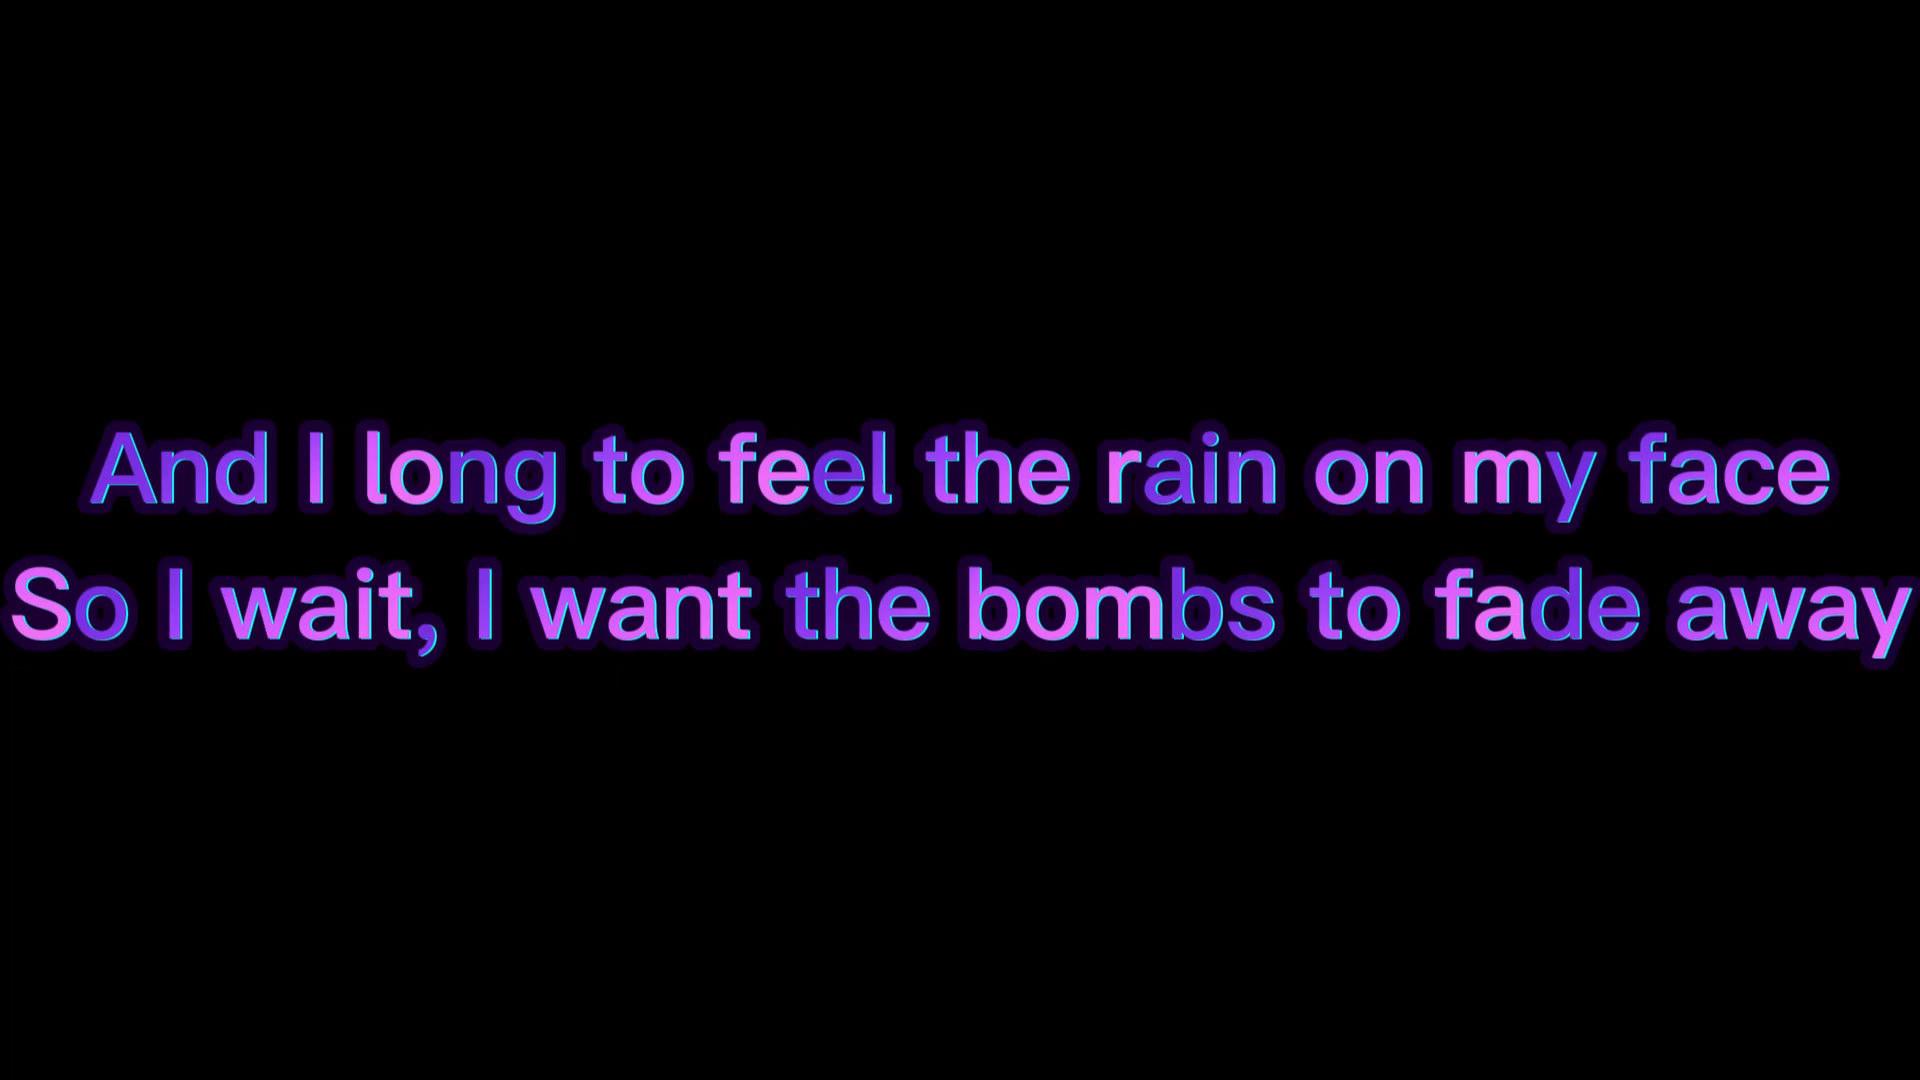 And I long to feel the rain on my face
So I wait, I want the bombs to fade away